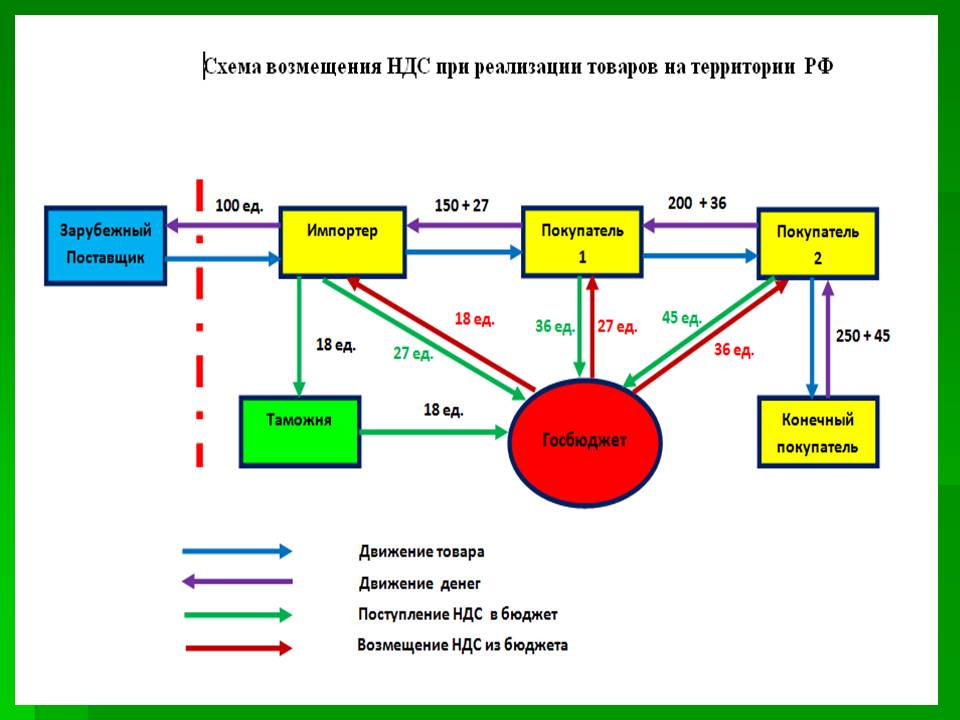 Схема возмещения НДС при реализации товаров на территории РФ
100 ед.
150 + 27
200 + 36
Зарубежный
Поставщик
Импортер
Покупатель
1
Покупатель
2
18 ед.
27 ед.
18 ед.
36 ед.
27 ед.
45 ед.
36 ед.
250 + 45
Таможня
18 ед.
Госбюджет
Конечный
покупатель
Движение товара
Движение денег
Поступление НДС в бюджет
Возмещение НДС из бюджета